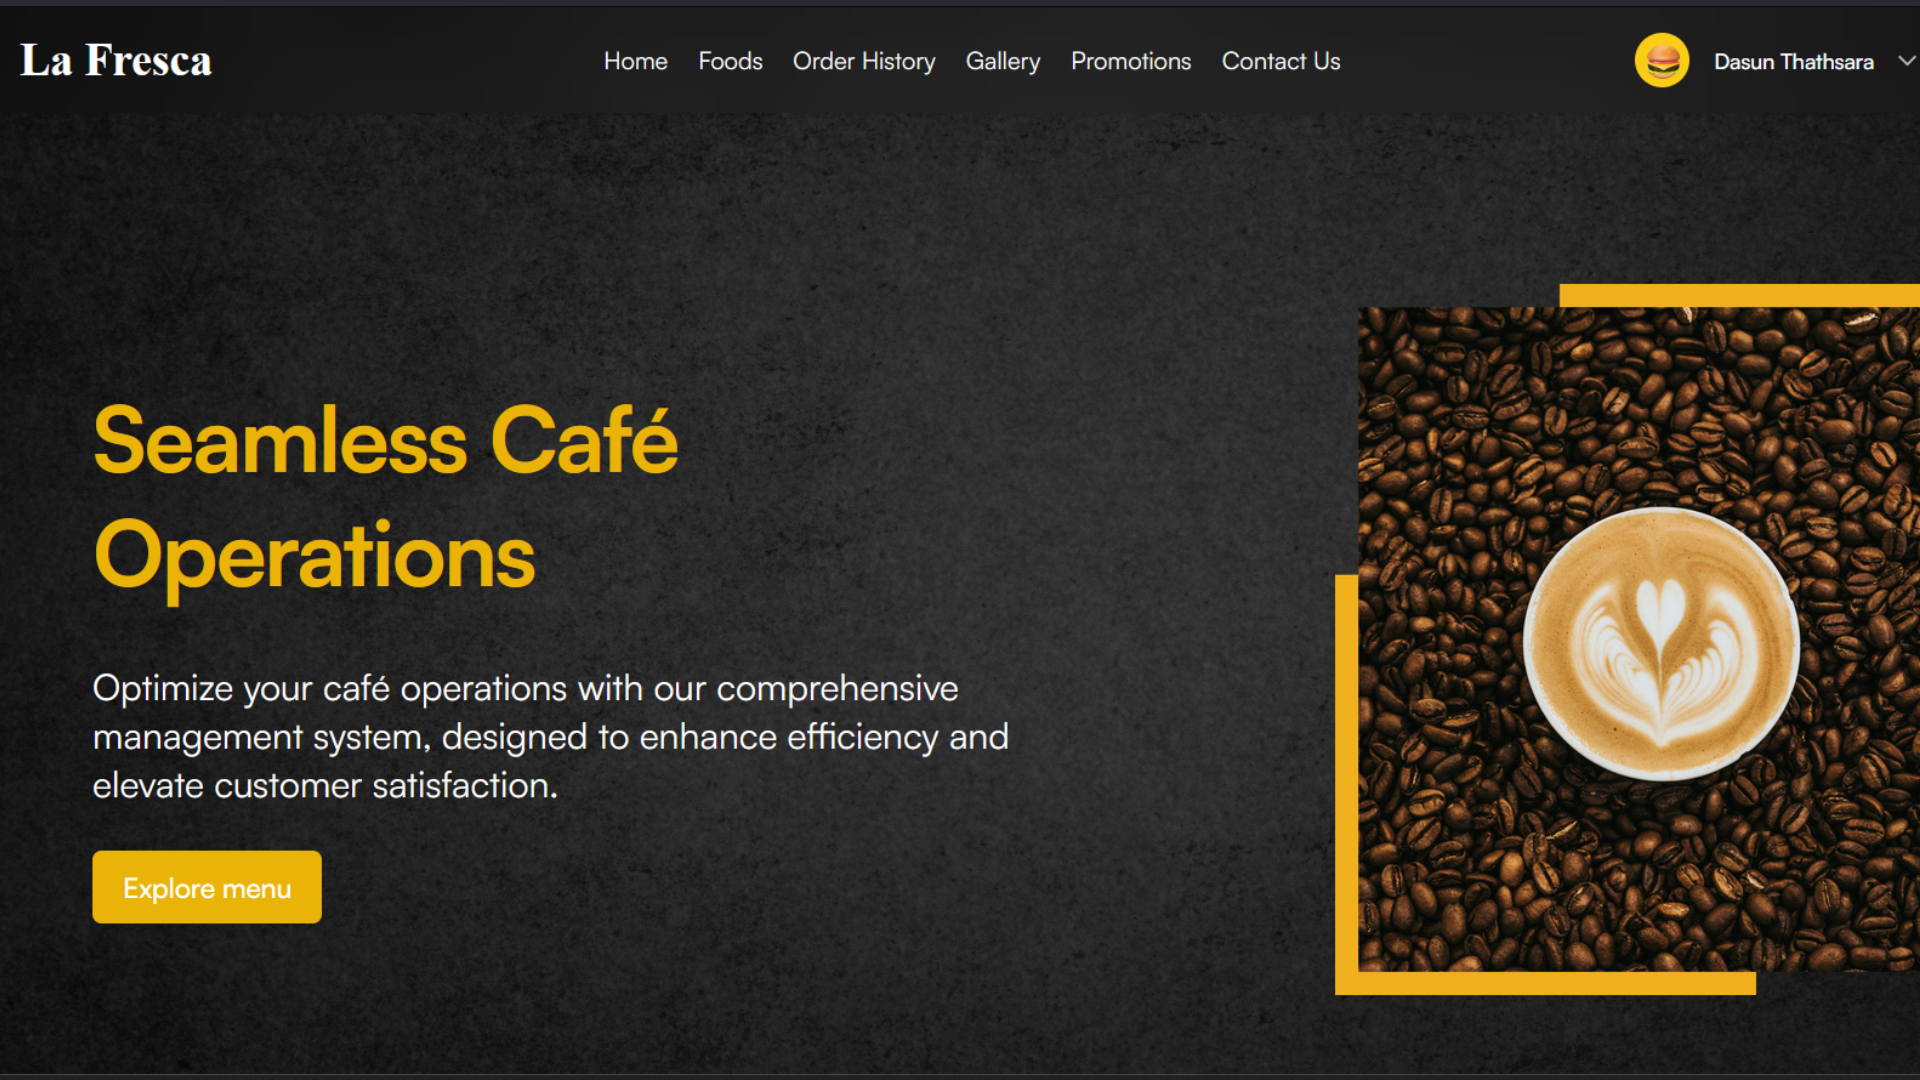 La Fresca
Home Foods Order History Gallery Promotions Contact Us
Dasun Thathsara
Seamless Café
Operations
Optimize your café operations with our comprehensive
management system, designed to enhance efficiency and
elevate customer satisfaction.
Explore menu